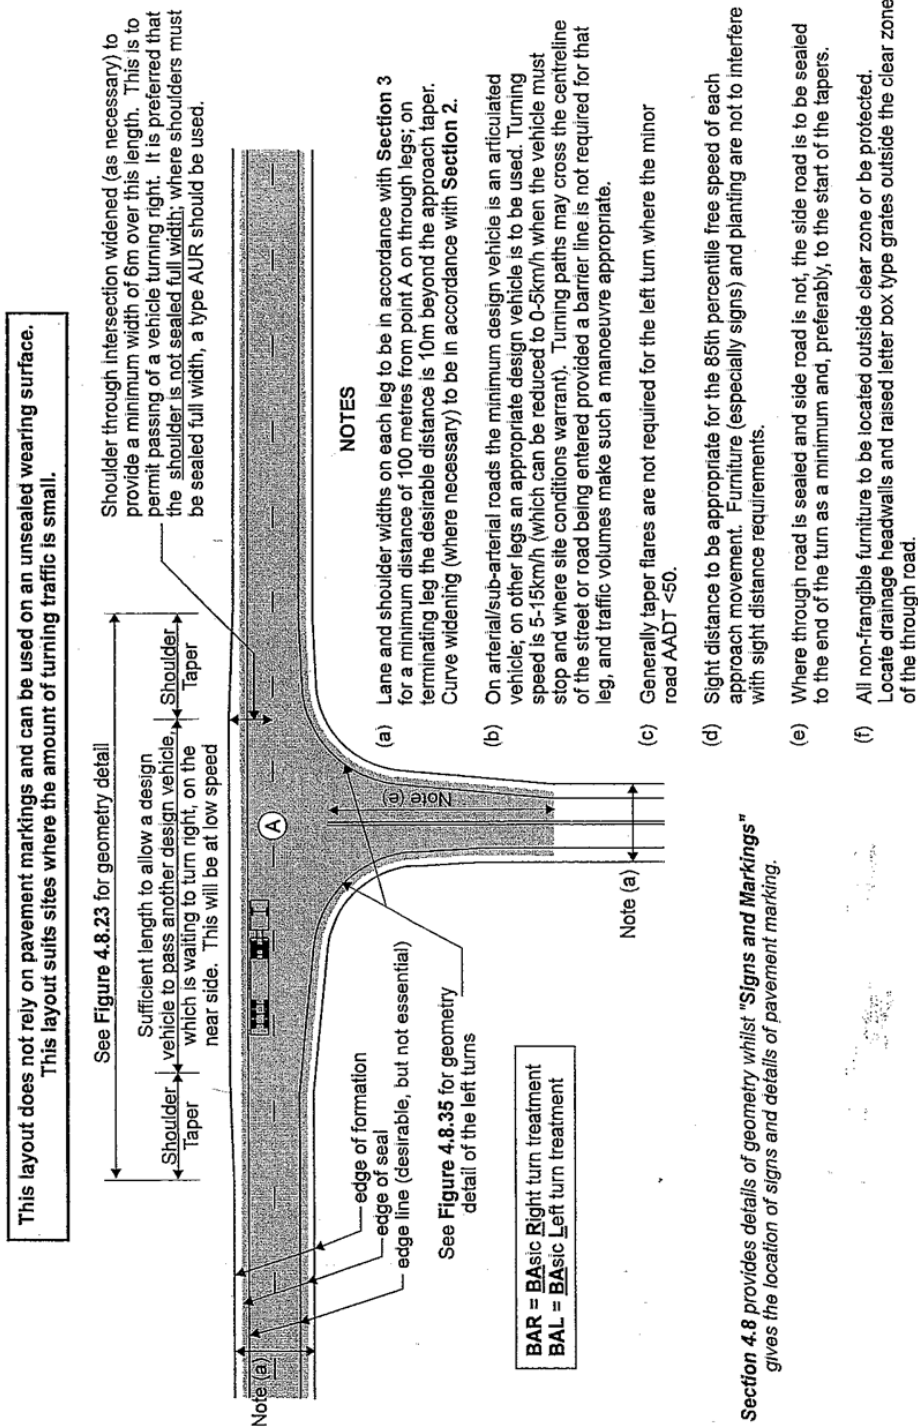 This layout does not rely on pavement markings and can be used on an unsealed wearing surface.
This layout suits sites where the amount of turning traffic is small.
See Figure 4.8.23 for geometry detail
Shoulder
Taper
Sufficient length to allow a design
vehicle to pass another design vehicle,
which is waiting to turn right, on the
near side. This will be at low speed
Shoulder
Taper
Shoulder through intersection widened (as necessary) to
provide a minimum width of 6m over this length. This is to
permit passing of a vehicle turning right. It is preferred that
the shoulder is not sealed full width; where shoulders must
be sealed full width, a type AUR should be used.
Note (a)
A
edge of formation
edge of seal
edge line (desirable, but not essential)
See Figure 4.8.35 for geometry
detail of the left turns
Note (e)
Note (a)
BAR = BAsic Right turn treatment
BAL = BAsic Left turn treatment
NOTES
(a) Lane and shoulder widths on each leg to be in accordance with Section 3
for a minimum distance of 100 metres from point A on through legs; on
terminating leg the desirable distance is 10m beyond the approach taper.
Curve widening (where necessary) to be in accordance with Section 2.
(b) On arterial/sub-arterial roads the minimum design vehicle is an articulated
vehicle; on other legs an appropriate design vehicle is to be used. Turning
speed is 5-15km/h (which can be reduced to 0-5km/h when the vehicle must
stop and where site conditions warrant). Turning paths may cross the centreline
of the street or road being entered provided a barrier line is not required for that
leg, and traffic volumes make such a manoeuvre appropriate.
(c) Generally taper flares are not required for the left turn where the minor
road AADT <50.
(d) Sight distance to be appropriate for the 85th percentile free speed of each
approach movement. Furniture (especially signs) and planting are not to interfere
with sight distance requirements.
(e) Where through road is sealed and side road is not, the side road is to be sealed
to the end of the turn as a minimum and, preferably, to the start of the tapers.
(f) All non-frangible furniture to be located outside clear zone or be protected.
Locate drainage headwalls and raised letter box type grates outside the clear zone
of the through road.
Section 4.8 provides details of geometry whilst "Signs and Markings"
gives the location of signs and details of pavement marking.